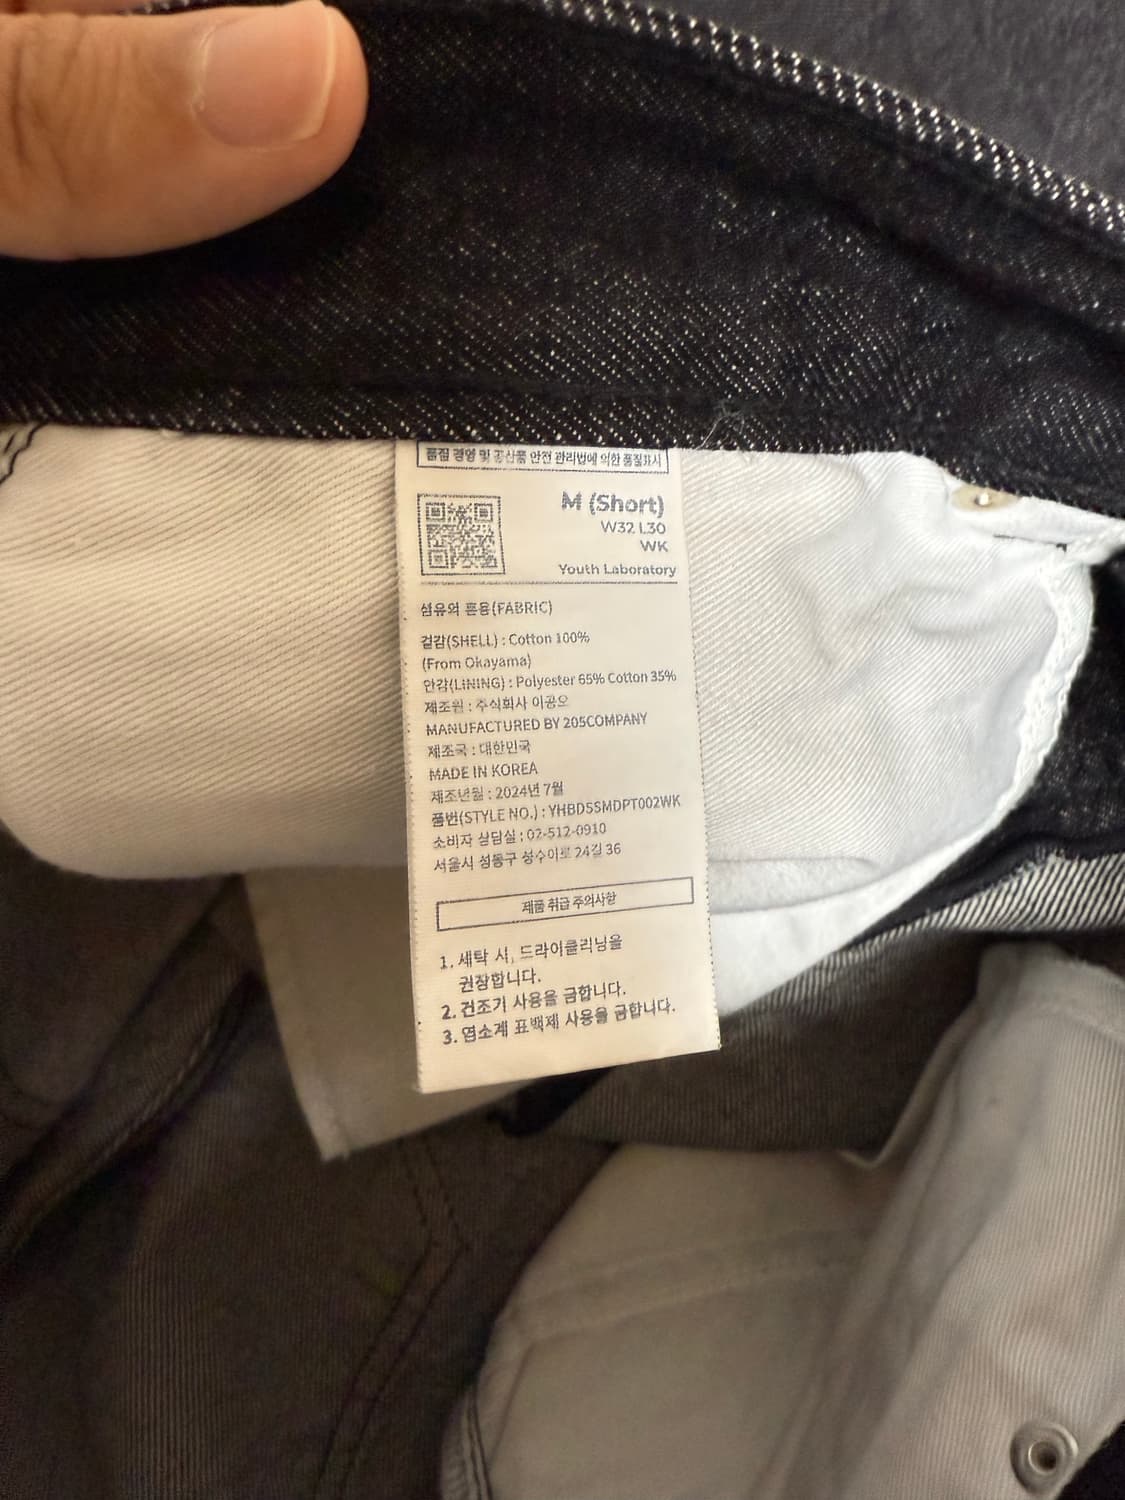 품질 경영 및 공산품 안전 관리법에 의한 품질표시
M (Short)
W32 L30
WK
Youth Laboratory
섬유의 혼용(FABRIC)
겉감(SHELL) : Cotton 100%
(From Okayama)
안감(LINING) : Polyester 65% Cotton 35%
제조원 : 주식회사 이공오
MANUFACTURED BY 205COMPANY
제조국 : 대한민국
MADE IN KOREA
제조년월 : 2024년 7월
품번(STYLE NO.) : YHBD5SMDPT002WK
소비자 상담실 : 02-512-0910
서울시 성동구 성수이로 24길 36
제품 취급 주의사항
1. 세탁 시, 드라이클리닝을
권장합니다.
2. 건조기 사용을 금합니다.
3. 염소계 표백제 사용을 금합니다.